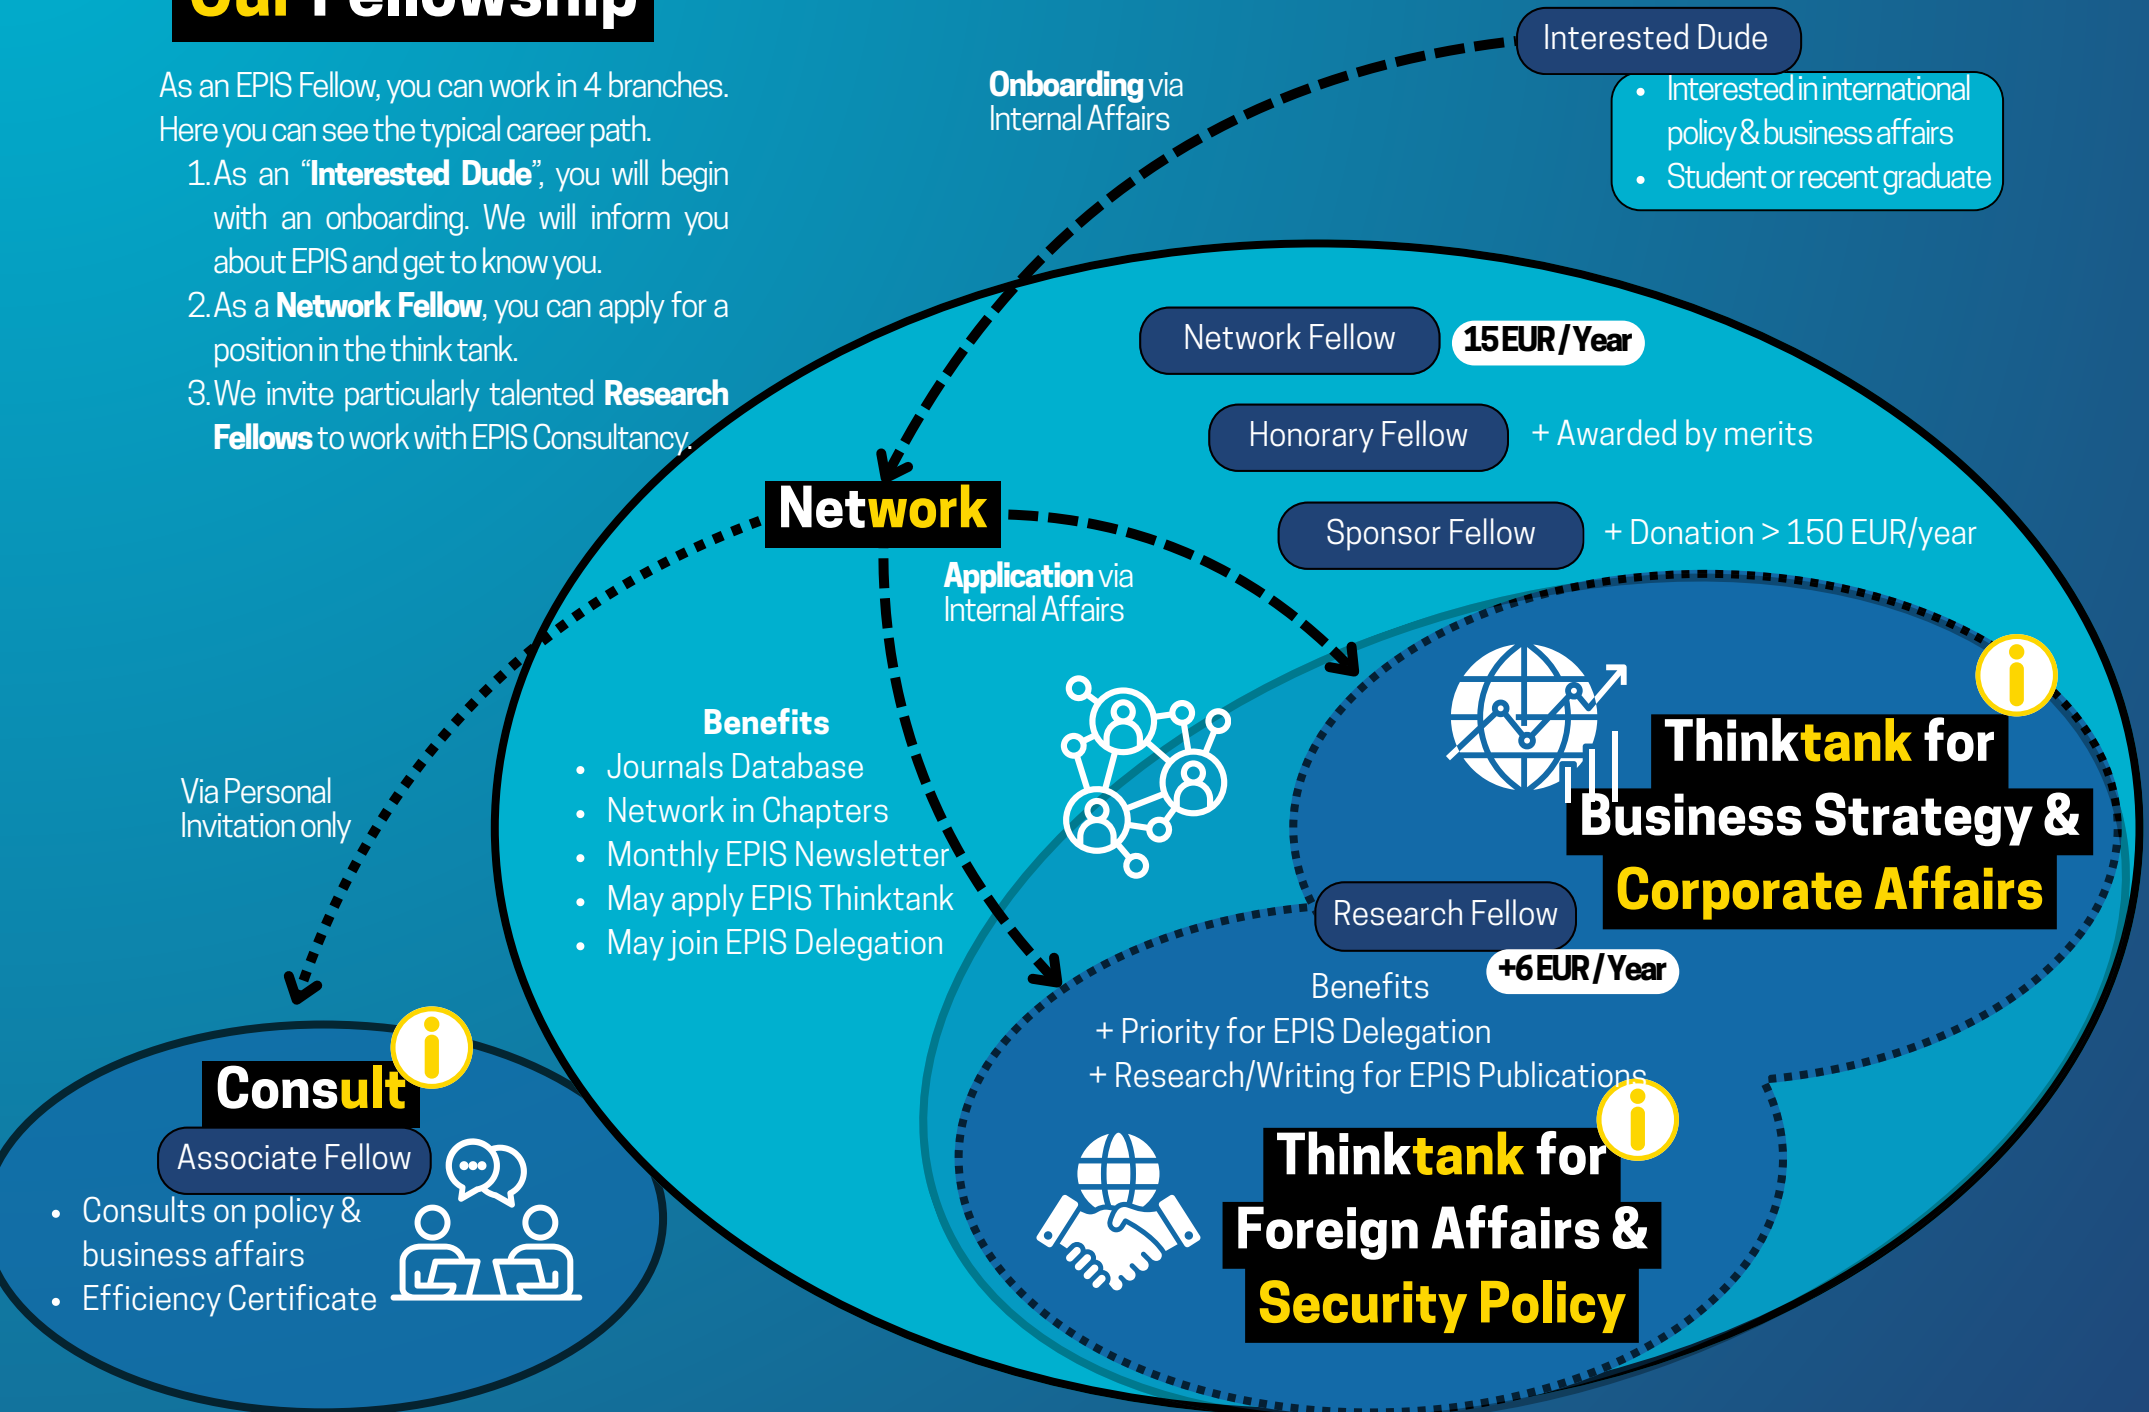 Our Fellowship
As an EPIS Fellow, you can work in 4 branches.
Here you can see the typical career path.
1. As an “Interested Dude”, you will begin
with an onboarding. We will inform you
about EPIS and get to know you.
2. As a Network Fellow, you can apply for a
position in the think tank.
3. We invite particularly talented Research
Fellows to work with EPIS Consultancy.
Onboarding via
Internal Affairs
Interested Dude
• Interested in international
policy & business affairs
• Student or recent graduate
Network Fellow
15 EUR / Year
Honorary Fellow
+ Awarded by merits
Sponsor Fellow
+ Donation > 150 EUR/year
Network
Application via
Internal Affairs
Benefits
• Journals Database
• Network in Chapters
• Monthly EPIS Newsletter
• May apply EPIS Thinktank
• May join EPIS Delegation
Via Personal
Invitation only
Thinktank for
Business Strategy &
Corporate Affairs
Research Fellow
+6 EUR / Year
Benefits
+ Priority for EPIS Delegation
+ Research/Writing for EPIS Publications
Thinktank for
Foreign Affairs &
Security Policy
Consult
Associate Fellow
• Consults on policy &
business affairs
• Efficiency Certificate